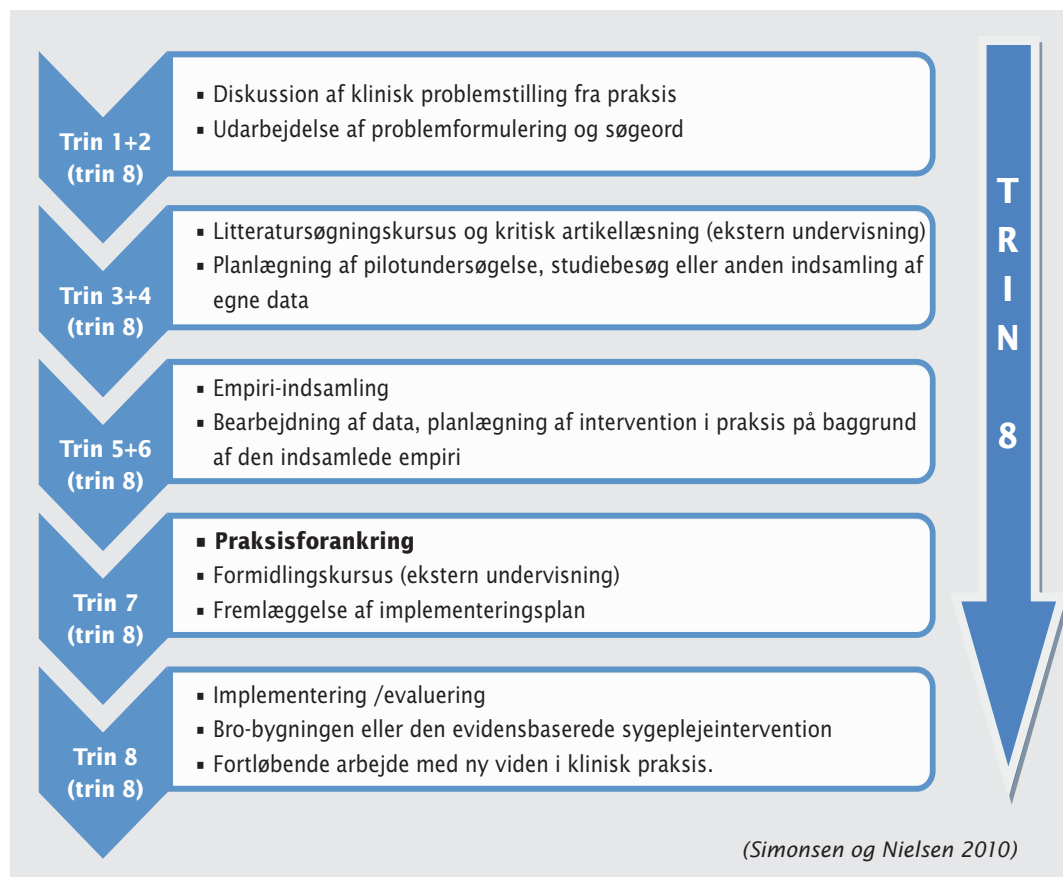 Trin 1+2
(trin 8)
▪ Diskussion af klinisk problemstilling fra praksis
▪ Udarbejdelse af problemformulering og søgeord
Trin 3+4
(trin 8)
▪ Litteratursøgningskursus og kritisk artikellæsning (ekstern undervisning)
▪ Planlægning af pilotundersøgelse, studiebesøg eller anden indsamling af
egne data
Trin 5+6
(trin 8)
▪ Empiri-indsamling
▪ Bearbejdning af data, planlægning af intervention i praksis på baggrund
af den indsamlede empiri
Trin 7
(trin 8)
▪ Praksisforankring
▪ Formidlingskursus (ekstern undervisning)
▪ Fremlæggelse af implementeringsplan
Trin 8
(trin 8)
▪ Implementering /evaluering
▪ Bro-bygningen eller den evidensbaserede sygeplejeintervention
▪ Fortløbende arbejde med ny viden i klinisk praksis.
T
R
I
N
8
(Simonsen og Nielsen 2010)